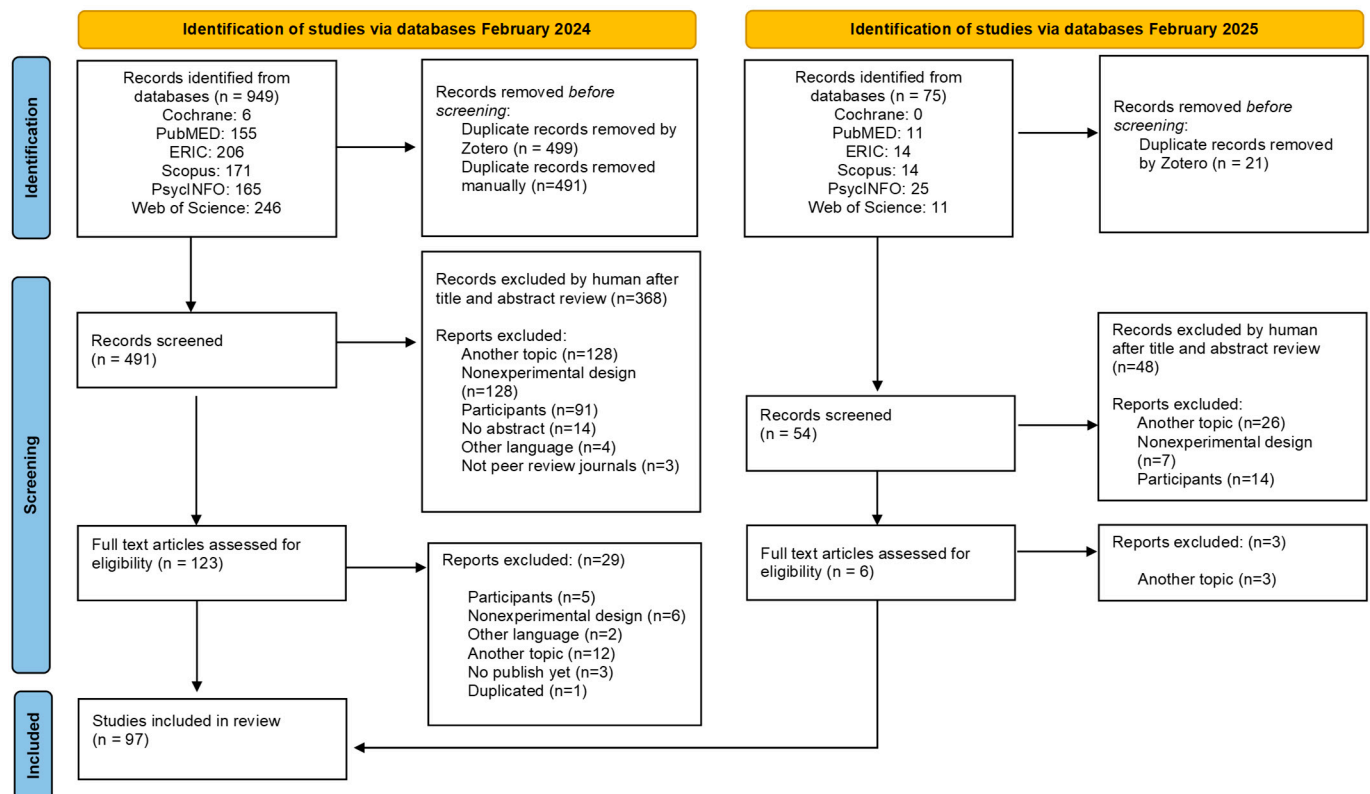 Identification of studies via databases February 2024
Identification of studies via databases February 2025
Identification
Records identified from
databases (n = 949)
Cochrane: 6
PubMED: 155
ERIC: 206
Scopus: 171
PsycINFO: 165
Web of Science: 246
Records removed before
screening:
Duplicate records removed by
Zotero (n = 499)
Duplicate records removed
manually (n=491)
Records identified from
databases (n = 75)
Cochrane: 0
PubMED: 11
ERIC: 14
Scopus: 14
PsycINFO: 25
Web of Science: 11
Records removed before
screening:
Duplicate records removed
by Zotero (n = 21)
Screening
Records screened
(n = 491)
Records excluded by human after
title and abstract review (n=368)
Reports excluded:
Another topic (n=128)
Nonexperimental design
(n=128)
Participants (n=91)
No abstract (n=14)
Other language (n=4)
Not peer review journals (n=3)
Records screened
(n = 54)
Records excluded by human
after title and abstract review
(n=48)
Reports excluded:
Another topic (n=26)
Nonexperimental design
(n=7)
Participants (n=14)
Full text articles assessed for
eligibility (n = 123)
Reports excluded: (n=29)
Participants (n=5)
Nonexperimental design (n=6)
Other language (n=2)
Another topic (n=12)
No publish yet (n=3)
Duplicated (n=1)
Full text articles assessed for
eligibility (n = 6)
Reports excluded: (n=3)
Another topic (n=3)
Included
Studies included in review
(n = 97)